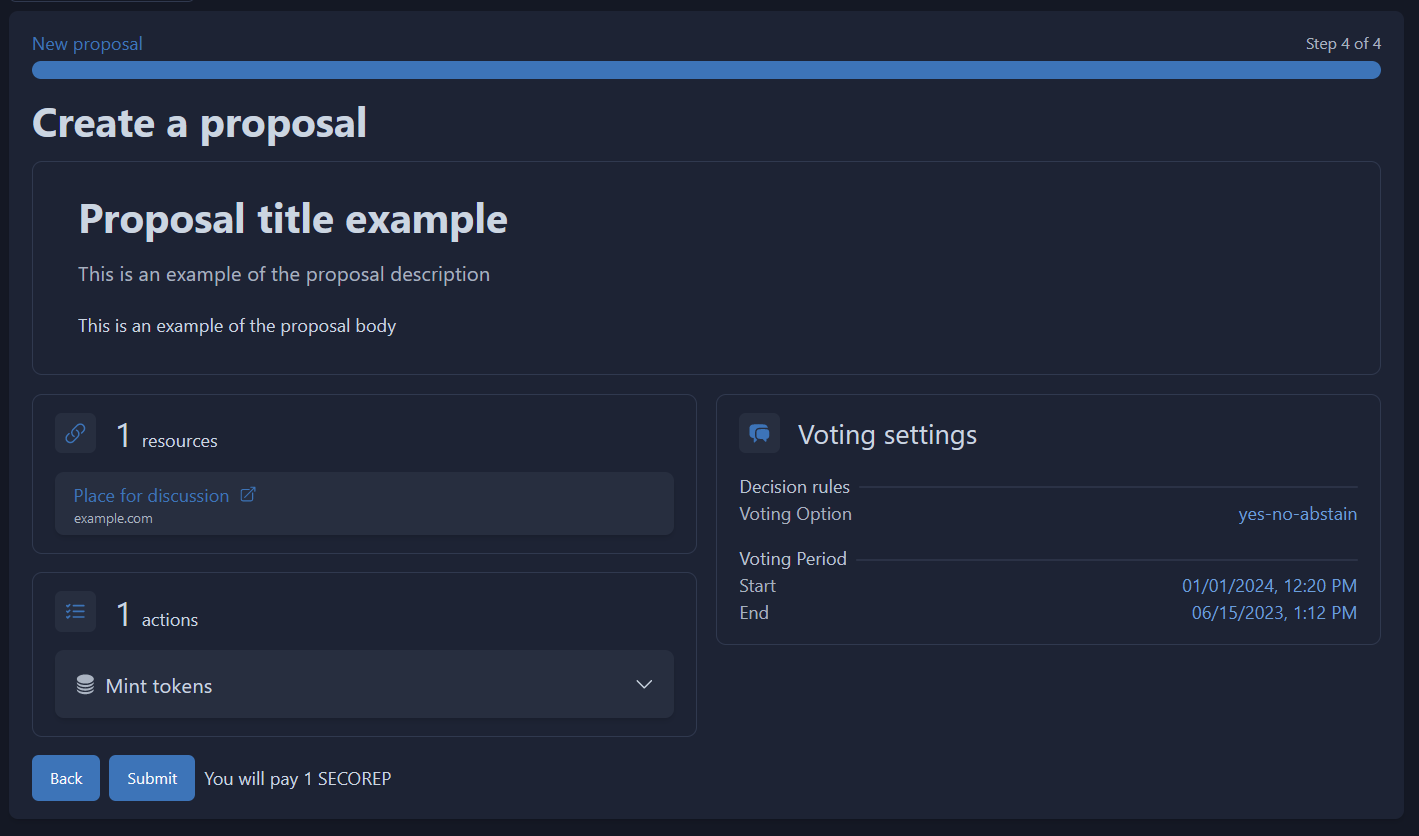 New proposal
Step 4 of 4
Create a proposal
Proposal title example
This is an example of the proposal description
This is an example of the proposal body
1 resources
Place for discussion
example.com
1 actions
Mint tokens
Voting settings
Decision rules
Voting Option yes-no-abstain
Voting Period
Start 01/01/2024, 12:20 PM
End 06/15/2023, 1:12 PM
Back Submit You will pay 1 SECOREP